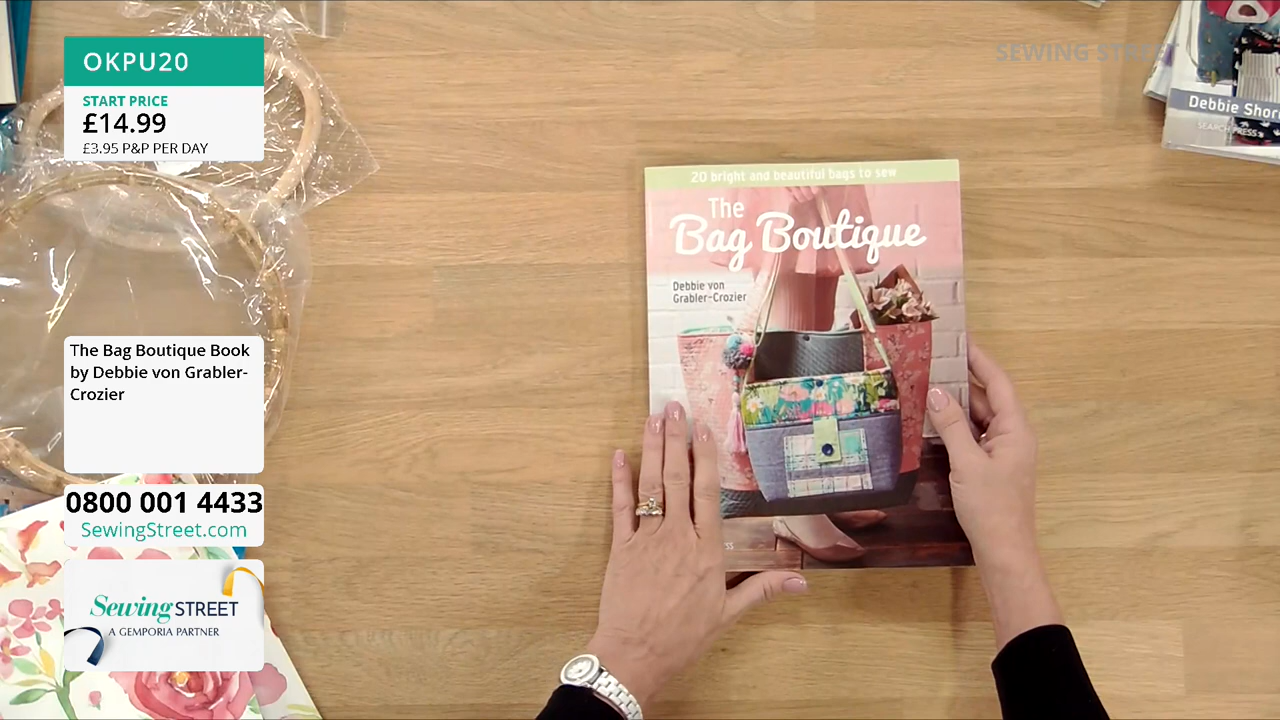 OKPU20
START PRICE
£14.99
£3.95 P&P PER DAY
The Bag Boutique Book
by Debbie von Grabler-
Crozier
0800 001 4433
SewingStreet.com
Sewing STREET
A GEMPORIA PARTNER
SEWING STREET
20 bright and beautiful bags to sew
The
Bag Boutique
Debbie von
Grabler-Crozier
Debbie Shor
SEARCH PRESS